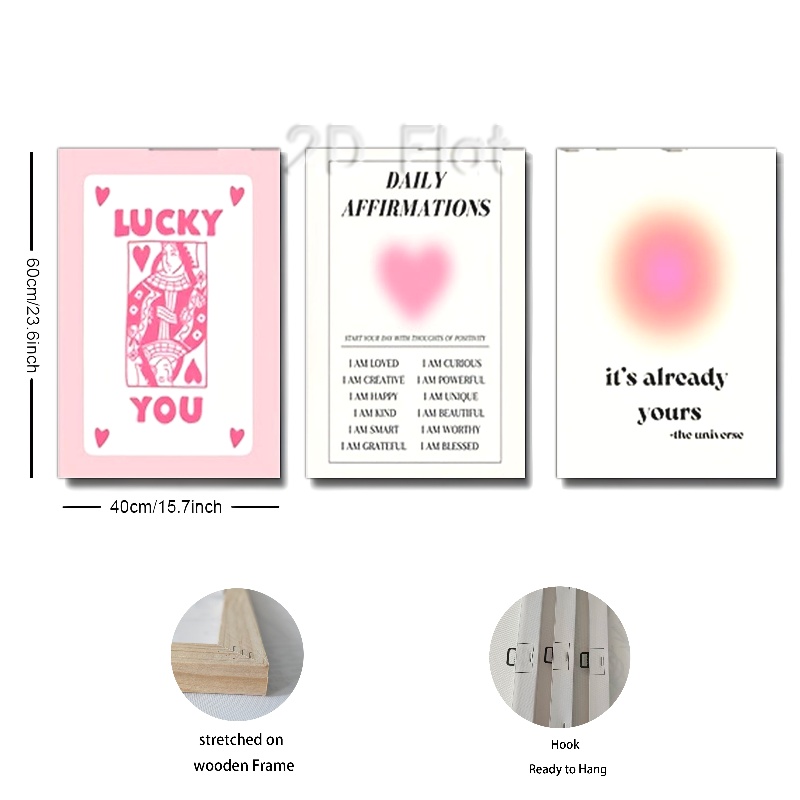 2D Flat
60cm/23.6inch
LUCKY
YOU
DAILY
AFFIRMATIONS
START YOUR DAY WITH THOUGHTS OF POSITIVITY
I AM LOVED I AM CURIOUS
I AM CREATIVE I AM POWERFUL
I AM HAPPY I AM UNIQUE
I AM KIND I AM BEAUTIFUL
I AM SMART I AM WORTHY
I AM GRATEFUL I AM BLESSED
it's already
yours
-the universe
40cm/15.7inch
stretched on
wooden Frame
Hook
Ready to Hang